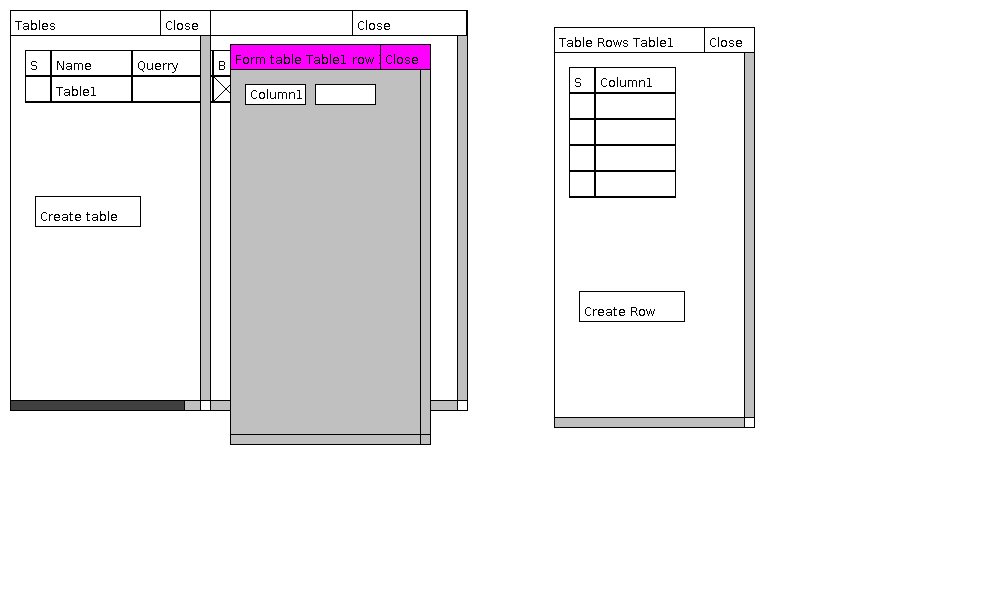 Tables Close
Close
S Name Querry B
Table1
Create table
Form table Table1 row Close
Column1
Table Rows Table1 Close
S Column1
Create Row